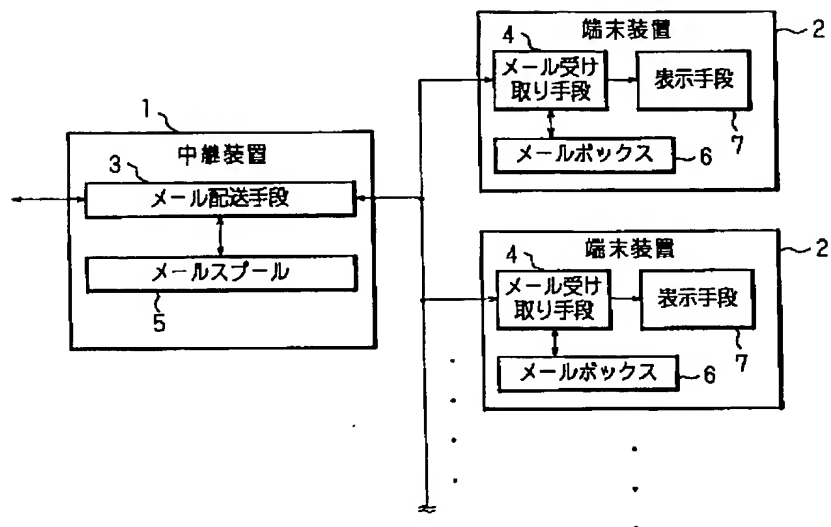 1
中継装置
3
メール配送手段
メールスプール
5
端末装置
2
4
メール受け
取り手段
表示手段
7
メールボックス
6
端末装置
2
4
メール受け
取り手段
表示手段
7
メールボックス
6